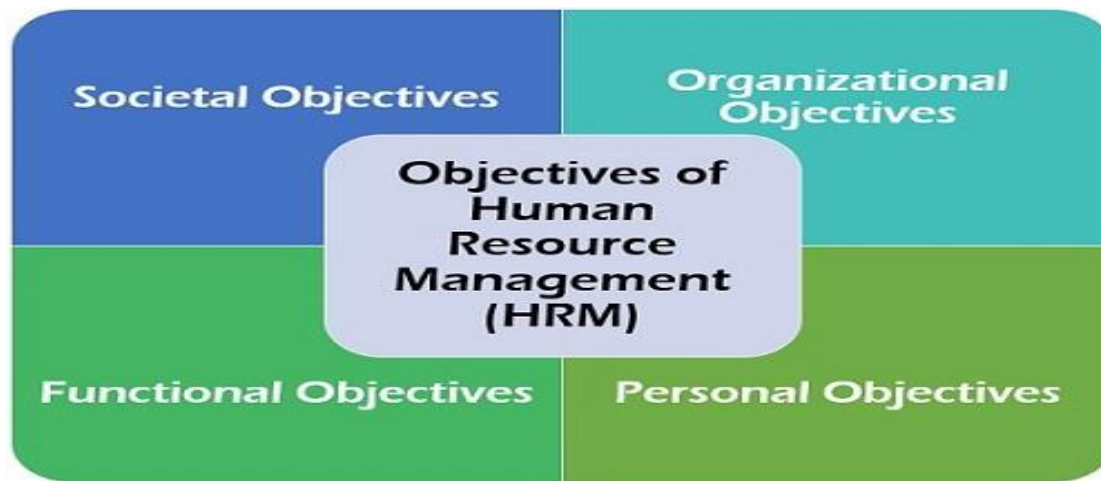 Societal Objectives
Organizational
Objectives
Objectives of
Human
Resource
Management
(HRM)
Functional Objectives
Personal Objectives